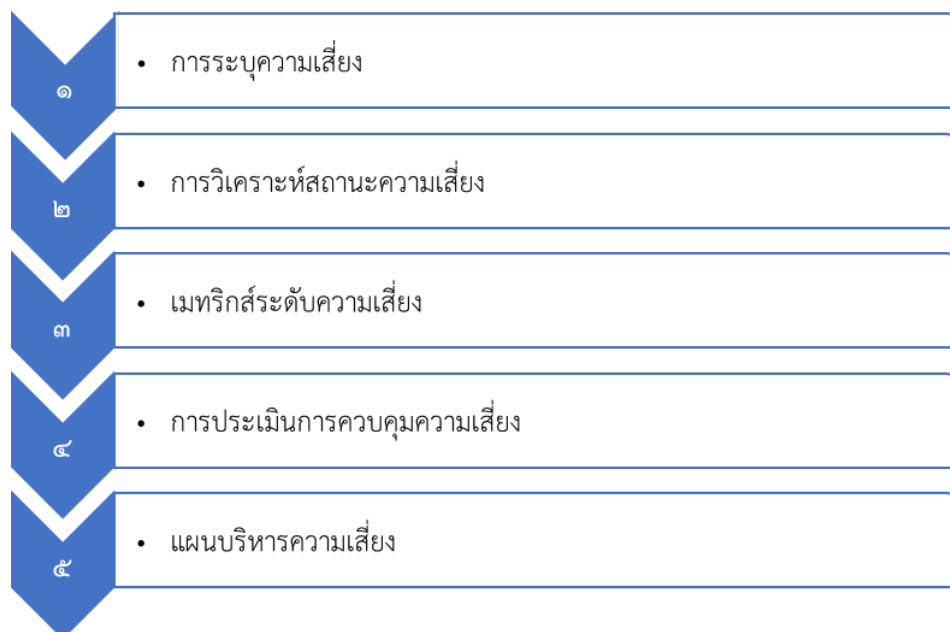 ๑
• การระบุความเสี่ยง
๒
• การวิเคราะห์สถานะความเสี่ยง
๓
• เมทริกส์ระดับความเสี่ยง
๔
• การประเมินการควบคุมความเสี่ยง
๕
• แผนบริหารความเสี่ยง